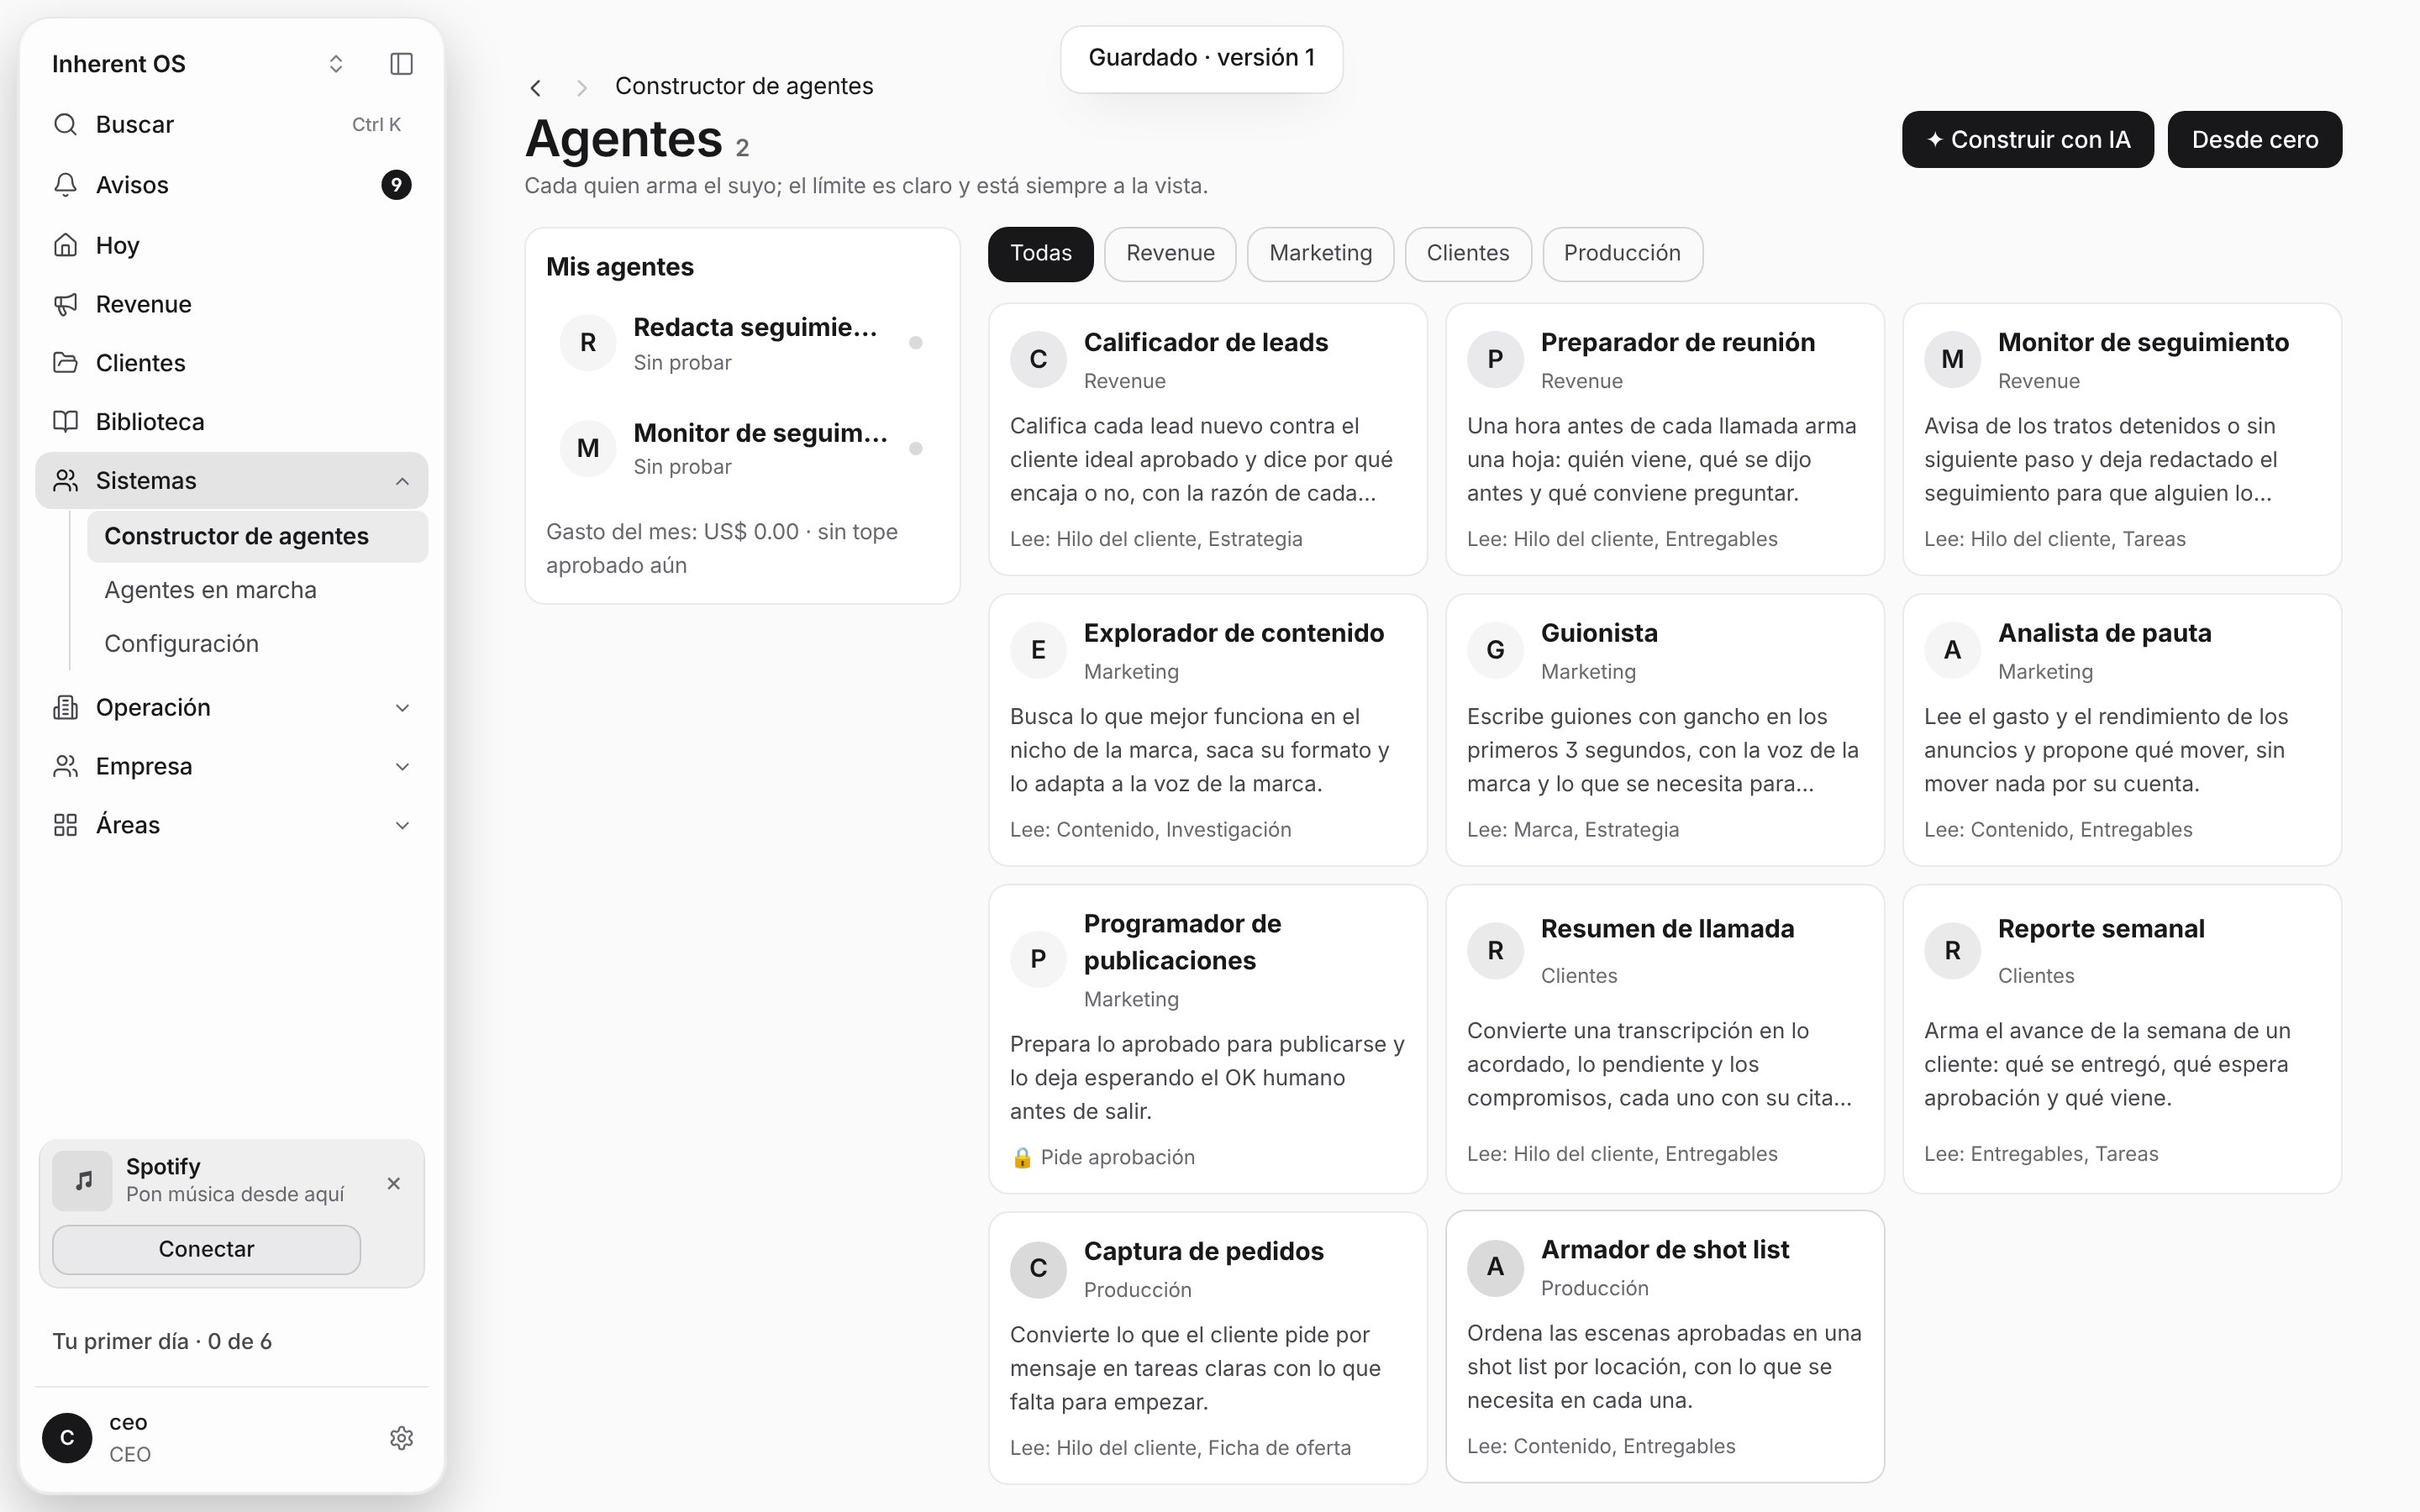 Inherent OS
Buscar
Ctrl K
Avisos
9
Hoy
Revenue
Clientes
Biblioteca
Sistemas
Constructor de agentes
Agentes en marcha
Configuración
Operación
Empresa
Áreas
Spotify
Pon música desde aquí
Conectar
Tu primer día · 0 de 6
C
ceo
CEO
Guardado · versión 1
Constructor de agentes
Agentes 2
Cada quien arma el suyo; el límite es claro y está siempre a la vista.
✦ Construir con IA
Desde cero
Mis agentes
R
Redacta seguimie...
Sin probar
M
Monitor de seguim...
Sin probar
Gasto del mes: US$ 0.00 · sin tope
aprobado aún
Todas
Revenue
Marketing
Clientes
Producción
C
Calificador de leads
Revenue
Califica cada lead nuevo contra el
cliente ideal aprobado y dice por qué
encaja o no, con la razón de cada...
Lee: Hilo del cliente, Estrategia
P
Preparador de reunión
Revenue
Una hora antes de cada llamada arma
una hoja: quién viene, qué se dijo
antes y qué conviene preguntar.
Lee: Hilo del cliente, Entregables
M
Monitor de seguimiento
Revenue
Avisa de los tratos detenidos o sin
siguiente paso y deja redactado el
seguimiento para que alguien lo...
Lee: Hilo del cliente, Tareas
E
Explorador de contenido
Marketing
Busca lo que mejor funciona en el
nicho de la marca, saca su formato y
lo adapta a la voz de la marca.
Lee: Contenido, Investigación
G
Guionista
Marketing
Escribe guiones con gancho en los
primeros 3 segundos, con la voz de la
marca y lo que se necesita para...
Lee: Marca, Estrategia
A
Analista de pauta
Marketing
Lee el gasto y el rendimiento de los
anuncios y propone qué mover, sin
mover nada por su cuenta.
Lee: Contenido, Entregables
P
Programador de
publicaciones
Marketing
Prepara lo aprobado para publicarse y
lo deja esperando el OK humano
antes de salir.
🔒 Pide aprobación
R
Resumen de llamada
Clientes
Convierte una transcripción en lo
acordado, lo pendiente y los
compromisos, cada uno con su cita...
Lee: Hilo del cliente, Entregables
R
Reporte semanal
Clientes
Arma el avance de la semana de un
cliente: qué se entregó, qué espera
aprobación y qué viene.
Lee: Entregables, Tareas
C
Captura de pedidos
Producción
Convierte lo que el cliente pide por
mensaje en tareas claras con lo que
falta para empezar.
Lee: Hilo del cliente, Ficha de oferta
A
Armador de shot list
Producción
Ordena las escenas aprobadas en una
shot list por locación, con lo que se
necesita en cada una.
Lee: Contenido, Entregables